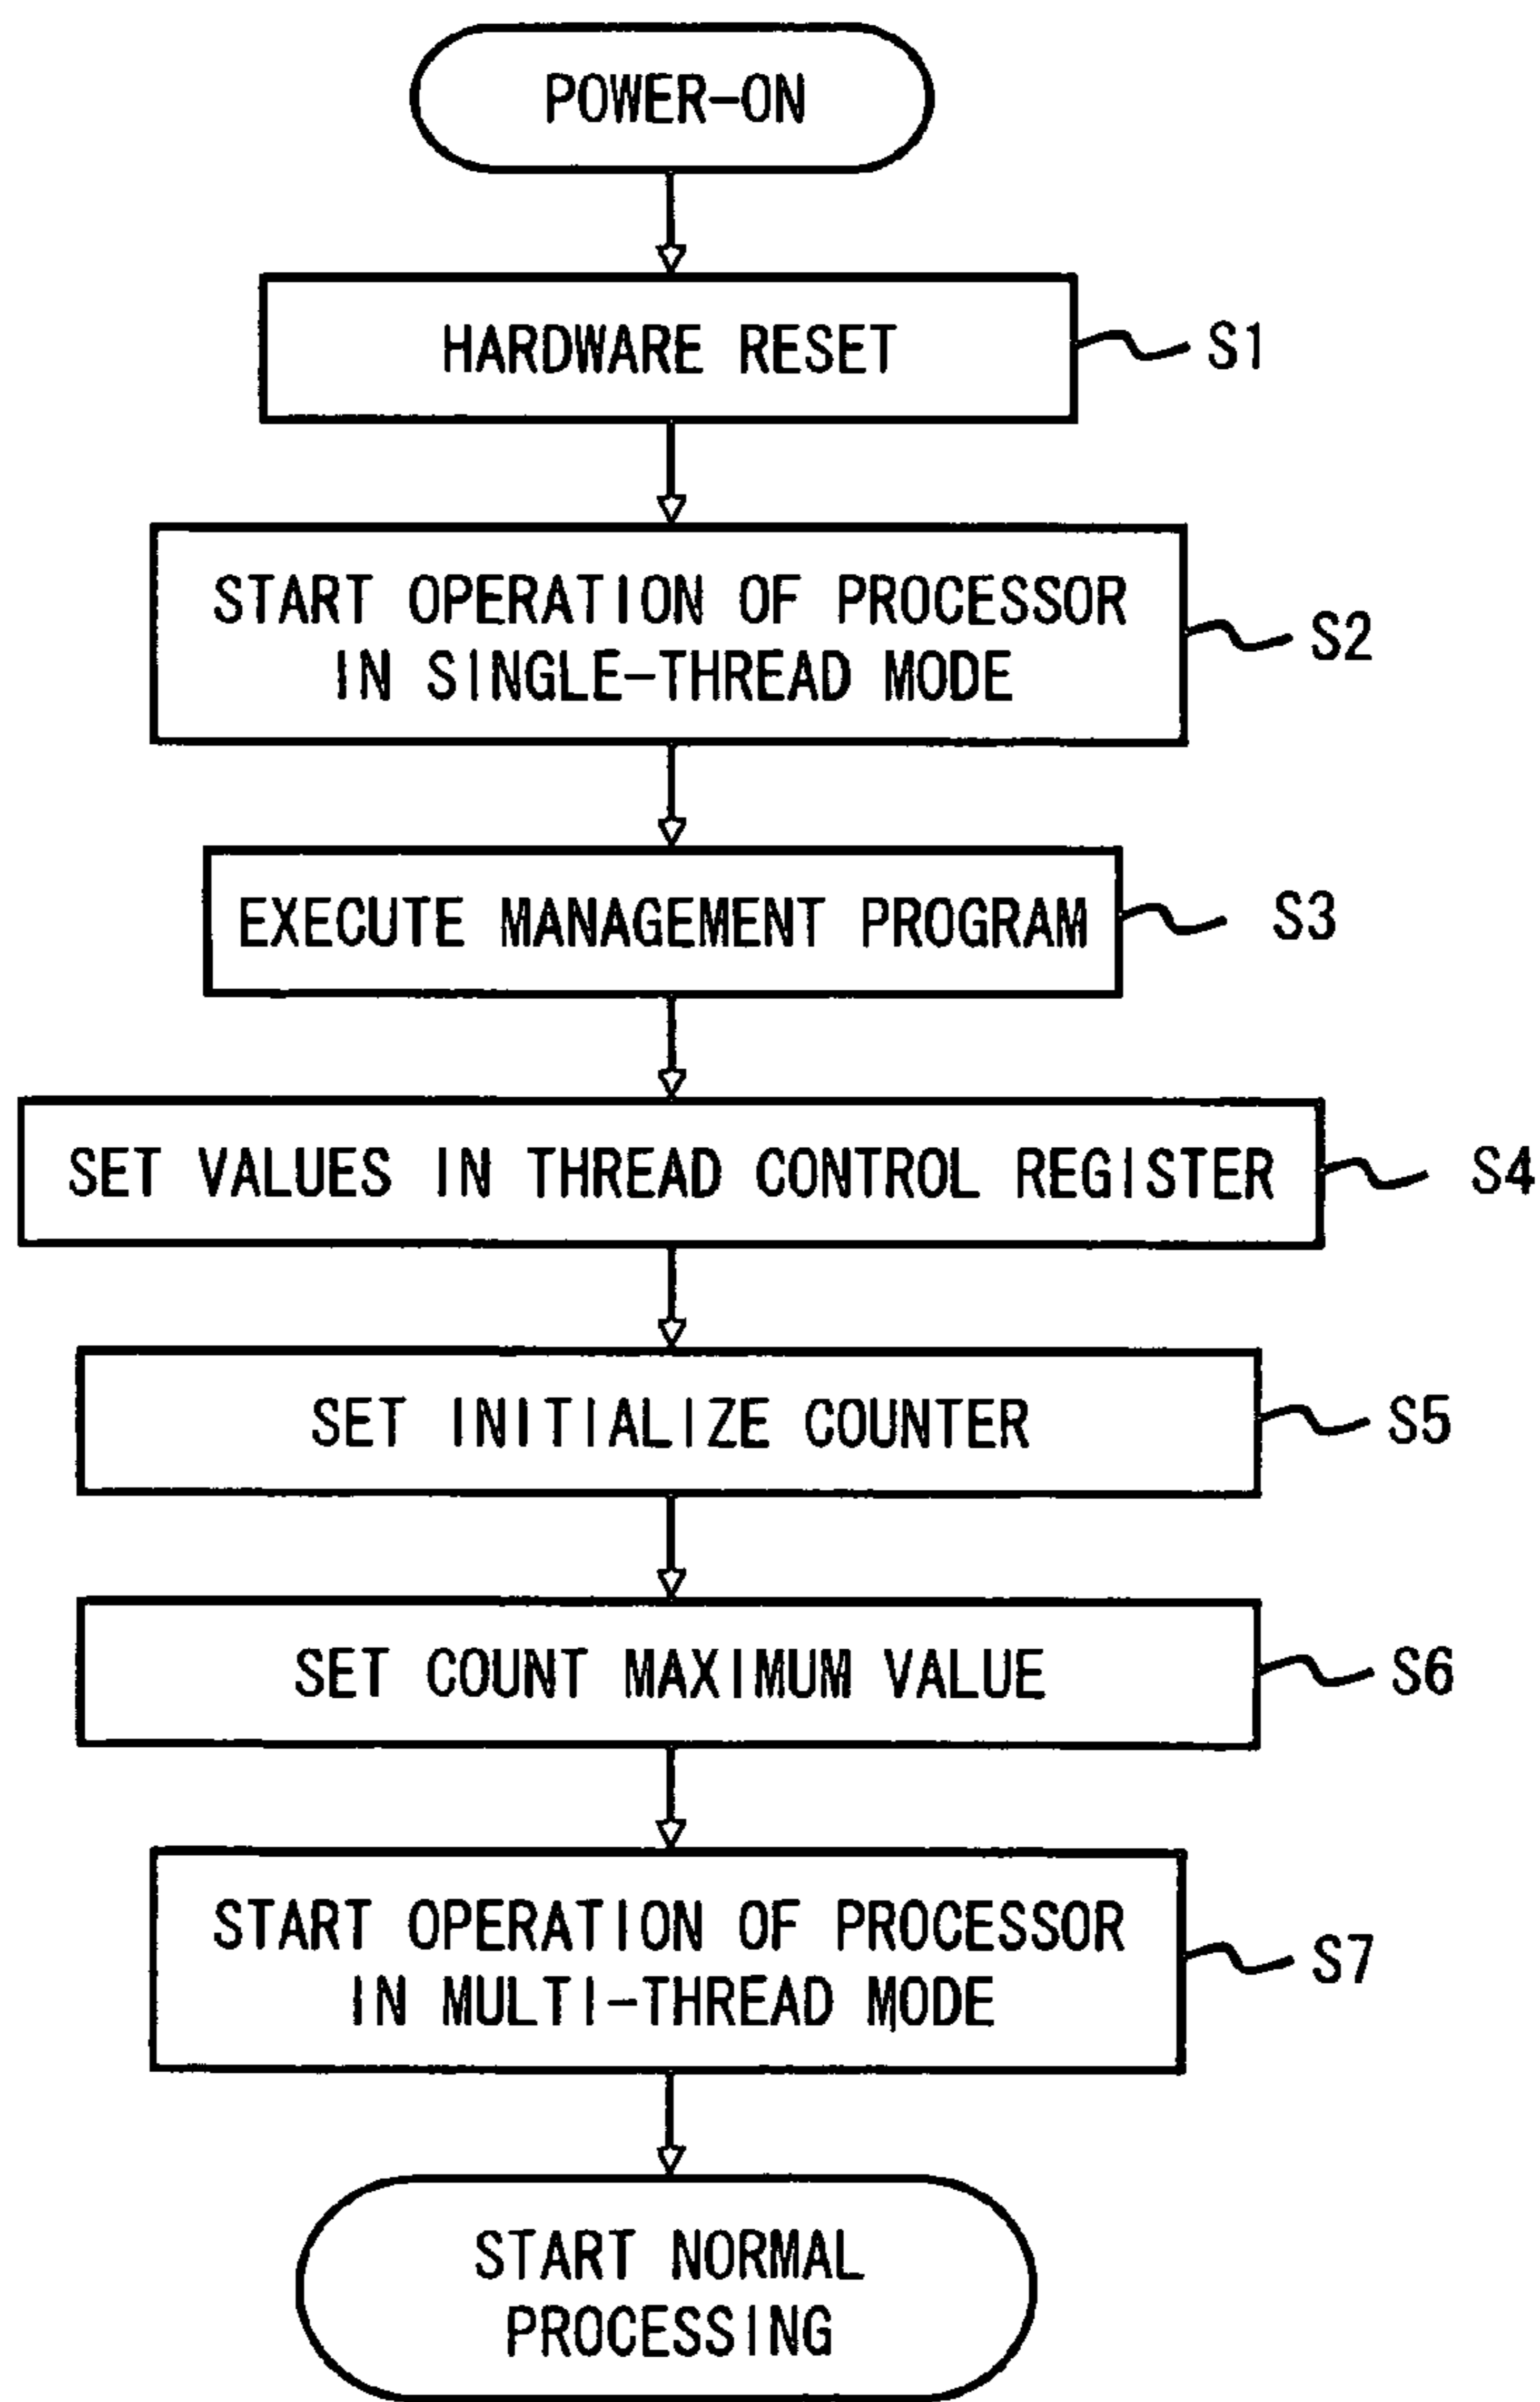 POWER-ON
HARDWARE RESET
S1
START OPERATION OF PROCESSOR
IN SINGLE-THREAD MODE
S2
EXECUTE MANAGEMENT PROGRAM
S3
SET VALUES IN THREAD CONTROL REGISTER
S4
SET INITIALIZE COUNTER
S5
SET COUNT MAXIMUM VALUE
S6
START OPERATION OF PROCESSOR
IN MULTI-THREAD MODE
S7
START NORMAL
PROCESSING